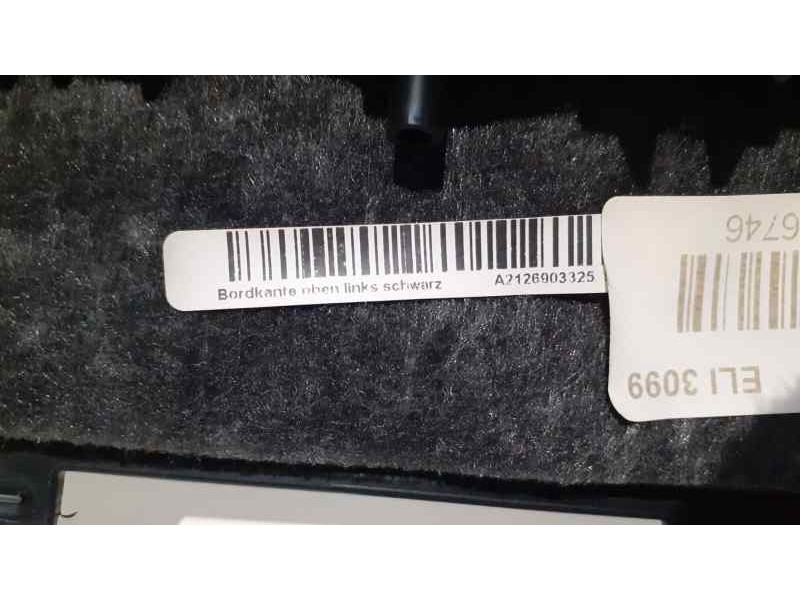 Bordkante oben links schwarz A2126903325
6746
ELI 3099